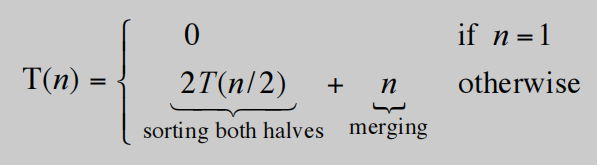 0 if n = 1
T(n) = 2T(n/2) + n otherwise
sorting both halves merging